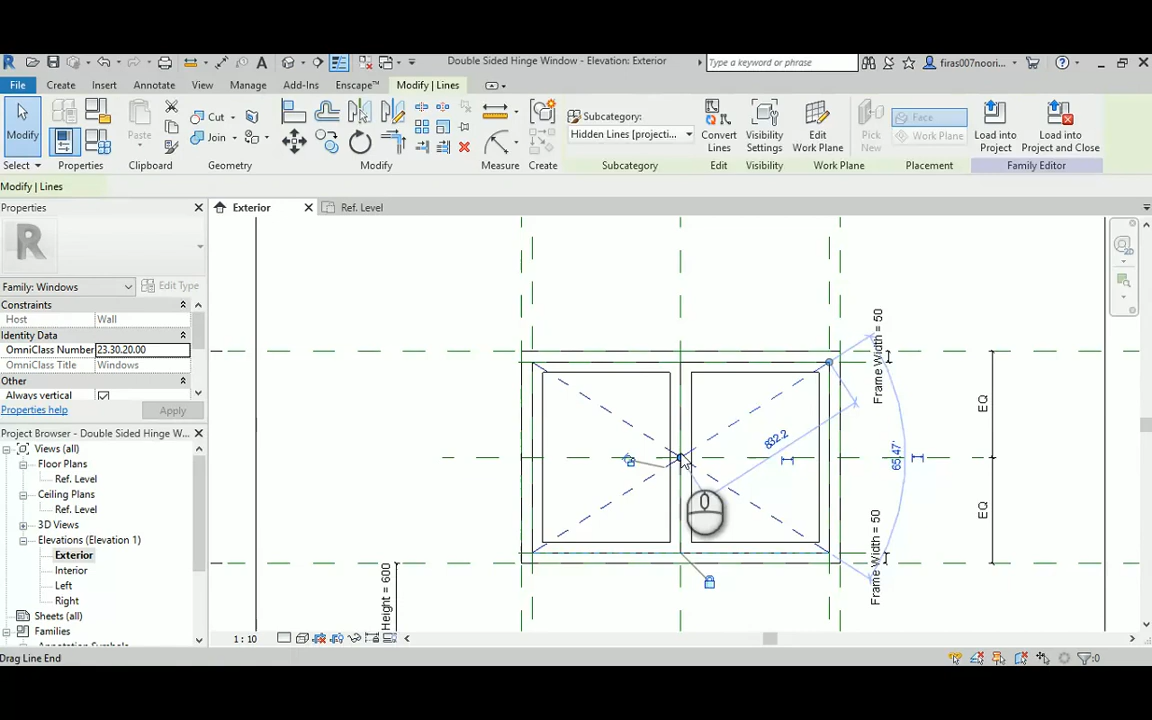 Double Sided Hinge Window - Elevation: Exterior
Type a keyword or phrase
firas007noori...
File
Create
Insert
Annotate
View
Manage
Add-Ins
Enscape™
Modify | Lines
Modify
Paste
Cut
Join
Subcategory:
Hidden Lines [projecti...
Convert Lines
Visibility Settings
Edit Work Plane
Pick New
Face
Work Plane
Load into Project
Load into Project and Close
Select
Properties
Clipboard
Geometry
Modify
Measure
Create
Subcategory
Edit
Visibility
Work Plane
Placement
Family Editor
Modify | Lines
Properties
Exterior
Ref. Level
R
Family: Windows
Edit Type
Constraints
Host
Wall
Identity Data
OmniClass Number
23.30.20.00
OmniClass Title
Windows
Other
Always vertical
Properties help
Apply
Project Browser - Double Sided Hinge W...
Views (all)
Floor Plans
Ref. Level
Ceiling Plans
Ref. Level
3D Views
Elevations (Elevation 1)
Exterior
Interior
Left
Right
Sheets (all)
Families
Frame Width = 50
EQ
832.2
65.47°
EQ
Frame Width = 50
Height = 600
0
1 : 10
Drag Line End
:0